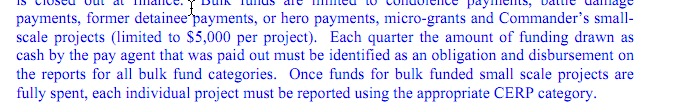 is closed out at finance. Bulk funds are limited to condolence payments, battle damage
payments, former detainee payments, or hero payments, micro-grants and Commander's small-
scale projects (limited to $5,000 per project). Each quarter the amount of funding drawn as
cash by the pay agent that was paid out must be identified as an obligation and disbursement on
the reports for all bulk fund categories. Once funds for bulk funded small scale projects are
fully spent, each individual project must be reported using the appropriate CERP category.